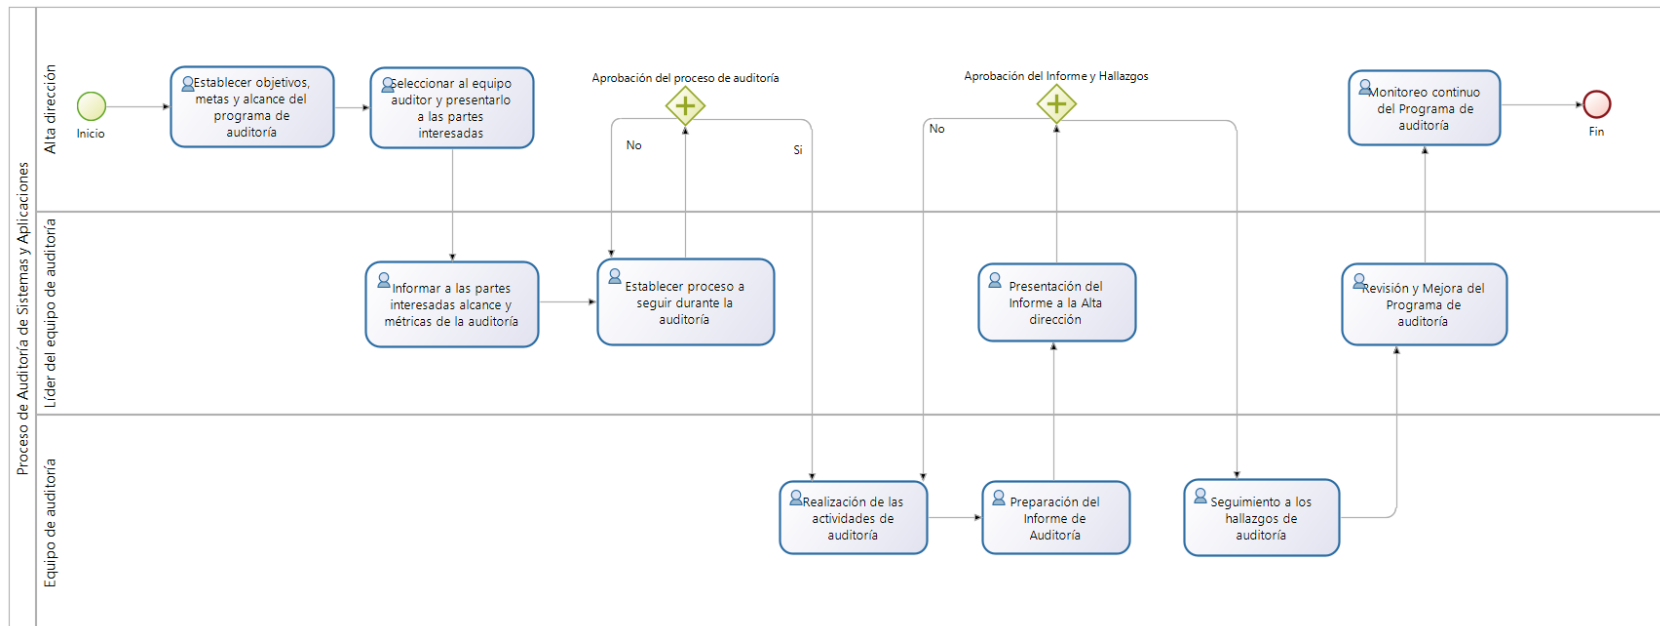 Proceso de Auditoría de Sistemas y Aplicaciones
Alta dirección
Inicio
Establecer objetivos,
metas y alcance del
programa de
auditoría
Seleccionar al equipo
auditor y presentarlo
a las partes
interesadas
Aprobación del proceso de auditoría
No
Si
Aprobación del Informe y Hallazgos
No
Monitoreo continuo
del Programa de
auditoría
Fin
Líder del equipo de auditoría
Informar a las partes
interesadas alcance y
métricas de la auditoría
Establecer proceso a
seguir durante la
auditoría
Presentación del
Informe a la Alta
dirección
Revisión y Mejora del
Programa de
auditoría
Equipo de auditoría
Realización de las
actividades de
auditoría
Preparación del
Informe de
Auditoría
Seguimiento a los
hallazgos de
auditoría